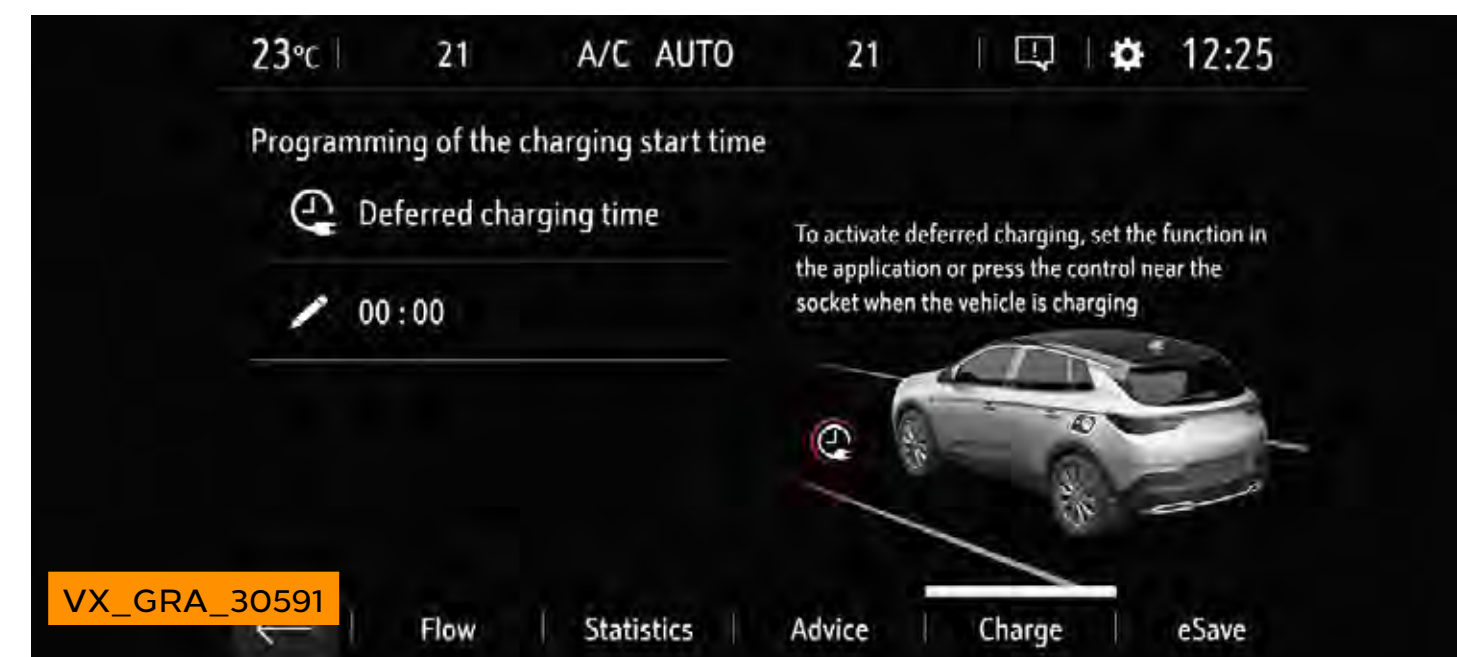 23°C 21 A/C AUTO 21 12:25
Programming of the charging start time
Deferred charging time
00 : 00
To activate deferred charging, set the function in
the application or press the control near the
socket when the vehicle is charging
VX_GRA_30591
Flow Statistics Advice Charge eSave